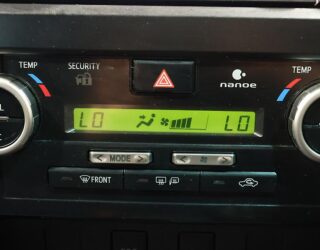 TEMP
SECURITY
nanoe
TEMP
LO
LO
MODE
FRONT